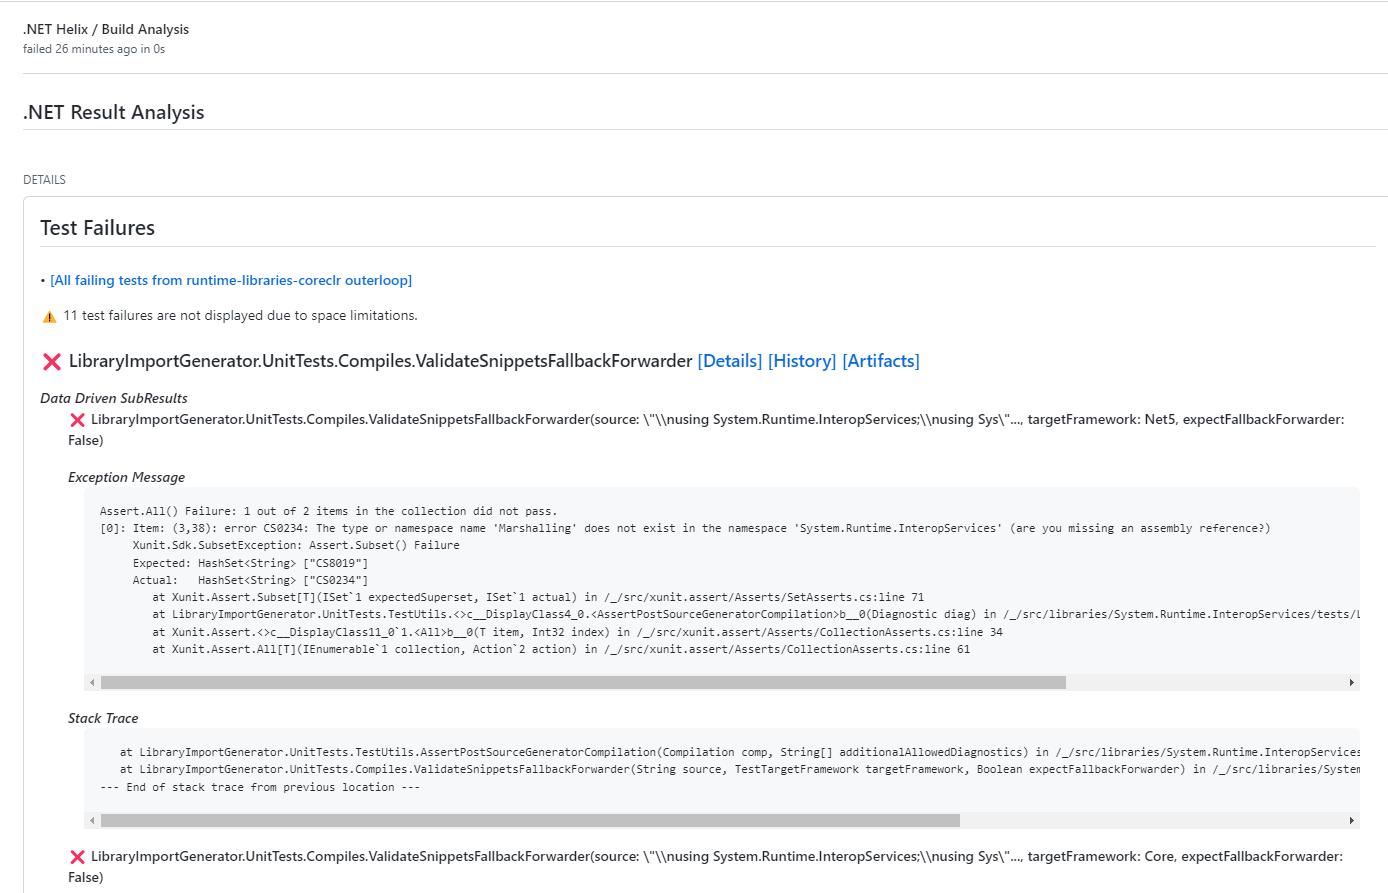 .NET Helix / Build Analysis
failed 26 minutes ago in 0s
.NET Result Analysis
DETAILS
Test Failures
• [All failing tests from runtime-libraries-coreclr outerloop]
⚠ 11 test failures are not displayed due to space limitations.
❌ LibraryImportGenerator.UnitTests.Compiles.ValidateSnippetsFallbackForwarder [Details] [History] [Artifacts]
Data Driven SubResults
❌ LibraryImportGenerator.UnitTests.Compiles.ValidateSnippetsFallbackForwarder(source: \"\\nusing System.Runtime.InteropServices;\\nusing Sys\"..., targetFramework: Net5, expectFallbackForwarder:
False)
Exception Message
Assert.All() Failure: 1 out of 2 items in the collection did not pass.
[0]: Item: (3,38): error CS0234: The type or namespace name 'Marshalling' does not exist in the namespace 'System.Runtime.InteropServices' (are you missing an assembly reference?)
Xunit.Sdk.SubsetException: Assert.Subset() Failure
Expected: HashSet<String> ["CS8019"]
Actual:   HashSet<String> ["CS0234"]
at Xunit.Assert.Subset[T](ISet`1 expectedSuperset, ISet`1 actual) in /_/src/xunit.assert/Asserts/SetAsserts.cs:line 71
at LibraryImportGenerator.UnitTests.TestUtils.<>c__DisplayClass4_0.<AssertPostSourceGeneratorCompilation>b__0(Diagnostic diag) in /_/src/libraries/System.Runtime.InteropServices/tests/L
at Xunit.Assert.<>c__DisplayClass11_0`1.<All>b__0(T item, Int32 index) in /_/src/xunit.assert/Asserts/CollectionAsserts.cs:line 34
at Xunit.Assert.All[T](IEnumerable`1 collection, Action`2 action) in /_/src/xunit.assert/Asserts/CollectionAsserts.cs:line 61
Stack Trace
at LibraryImportGenerator.UnitTests.TestUtils.AssertPostSourceGeneratorCompilation(Compilation comp, String[] additionalAllowedDiagnostics) in /_/src/libraries/System.Runtime.InteropServices
at LibraryImportGenerator.UnitTests.Compiles.ValidateSnippetsFallbackForwarder(String source, TestTargetFramework targetFramework, Boolean expectFallbackForwarder) in /_/src/libraries/System
--- End of stack trace from previous location ---
❌ LibraryImportGenerator.UnitTests.Compiles.ValidateSnippetsFallbackForwarder(source: \"\\nusing System.Runtime.InteropServices;\\nusing Sys\"..., targetFramework: Core, expectFallbackForwarder:
False)